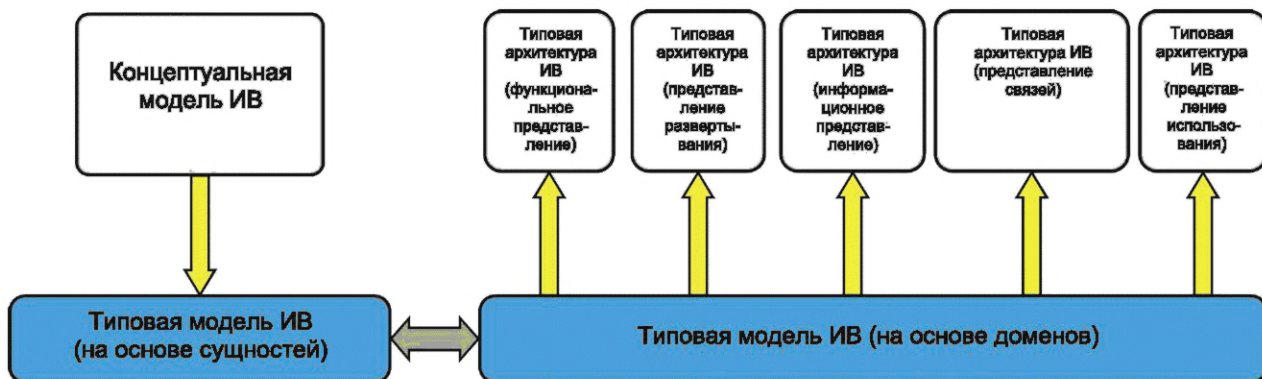 Концептуальная
модель ИВ
Типовая
архитектура
ИВ
(функциона-
льное
представ-
ление)
Типовая
архитектура
ИВ
(представ-
ление
разверты-
вания)
Типовая
архитектура
ИВ
(информа-
ционное
представ-
ление)
Типовая
архитектура ИВ
(представление
связей)
Типовая
архитектура
ИВ
(представ-
ление
использо-
вания)
Типовая модель ИВ
(на основе сущностей)
Типовая модель ИВ (на основе доменов)